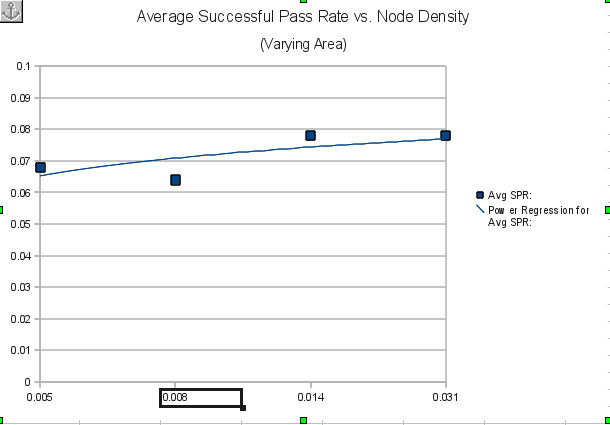 Average Successful Pass Rate vs. Node Density
(Varying Area)
0.1
0.09
0.08
0.07
0.06
0.05
0.04
0.03
0.02
0.01
0
0.005 0.008 0.014 0.031
Avg SPR:
Power Regression for
Avg SPR: